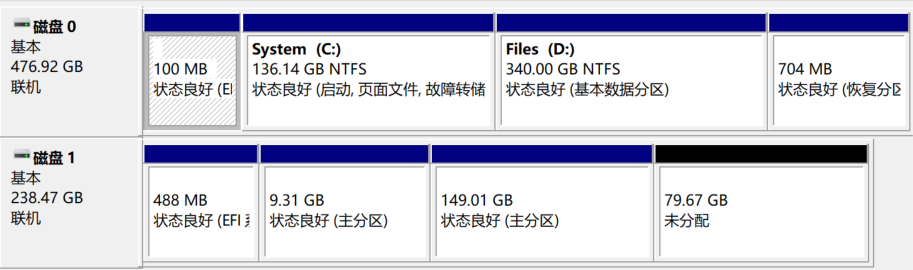 磁盘 0
基本
476.92 GB
联机
100 MB
状态良好 (EI
System (C:)
136.14 GB NTFS
状态良好 (启动, 页面文件, 故障转储
Files (D:)
340.00 GB NTFS
状态良好 (基本数据分区)
704 MB
状态良好 (恢复分区
磁盘 1
基本
238.47 GB
联机
488 MB
状态良好 (EFI 系
9.31 GB
状态良好 (主分区)
149.01 GB
状态良好 (主分区)
79.67 GB
未分配